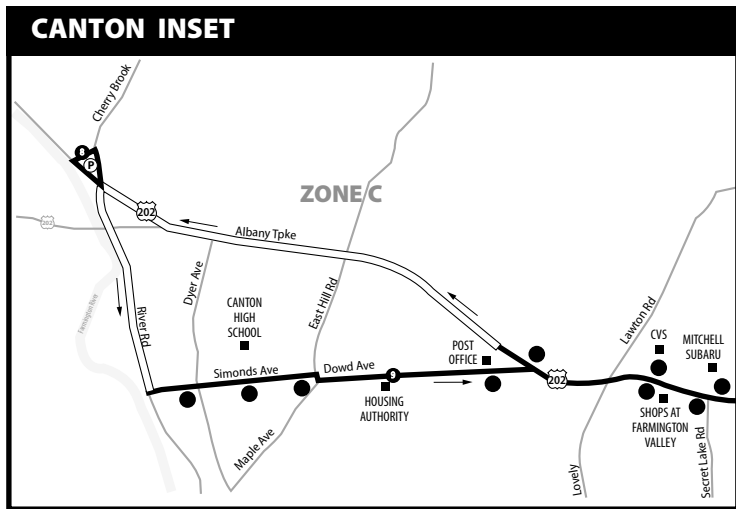 CANTON INSET
Cherry Brook
8
P
ZONE C
202
202
Albany Tpke
Farmington River
River Rd
Dyer Ave
CANTON
HIGH
SCHOOL
East Hill Rd
Lawton Rd
POST
OFFICE
CVS
MITCHELL
SUBARU
Simonds Ave
Dowd Ave
9
202
HOUSING
AUTHORITY
SHOPS AT
FARMINGTON
VALLEY
Maple Ave
Lovely
Secret Lake Rd